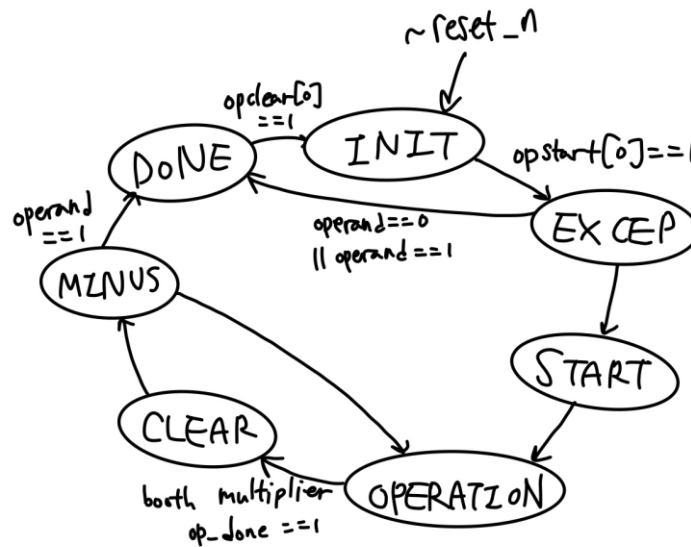 ~reset_n
opclear[0]
==1
INIT
DONE
opstart[0]==1
operand
==1
operand==0
|| operand==1
EXCEP
MINUS
START
CLEAR
OPERATION
booth multiplier
op_done ==1